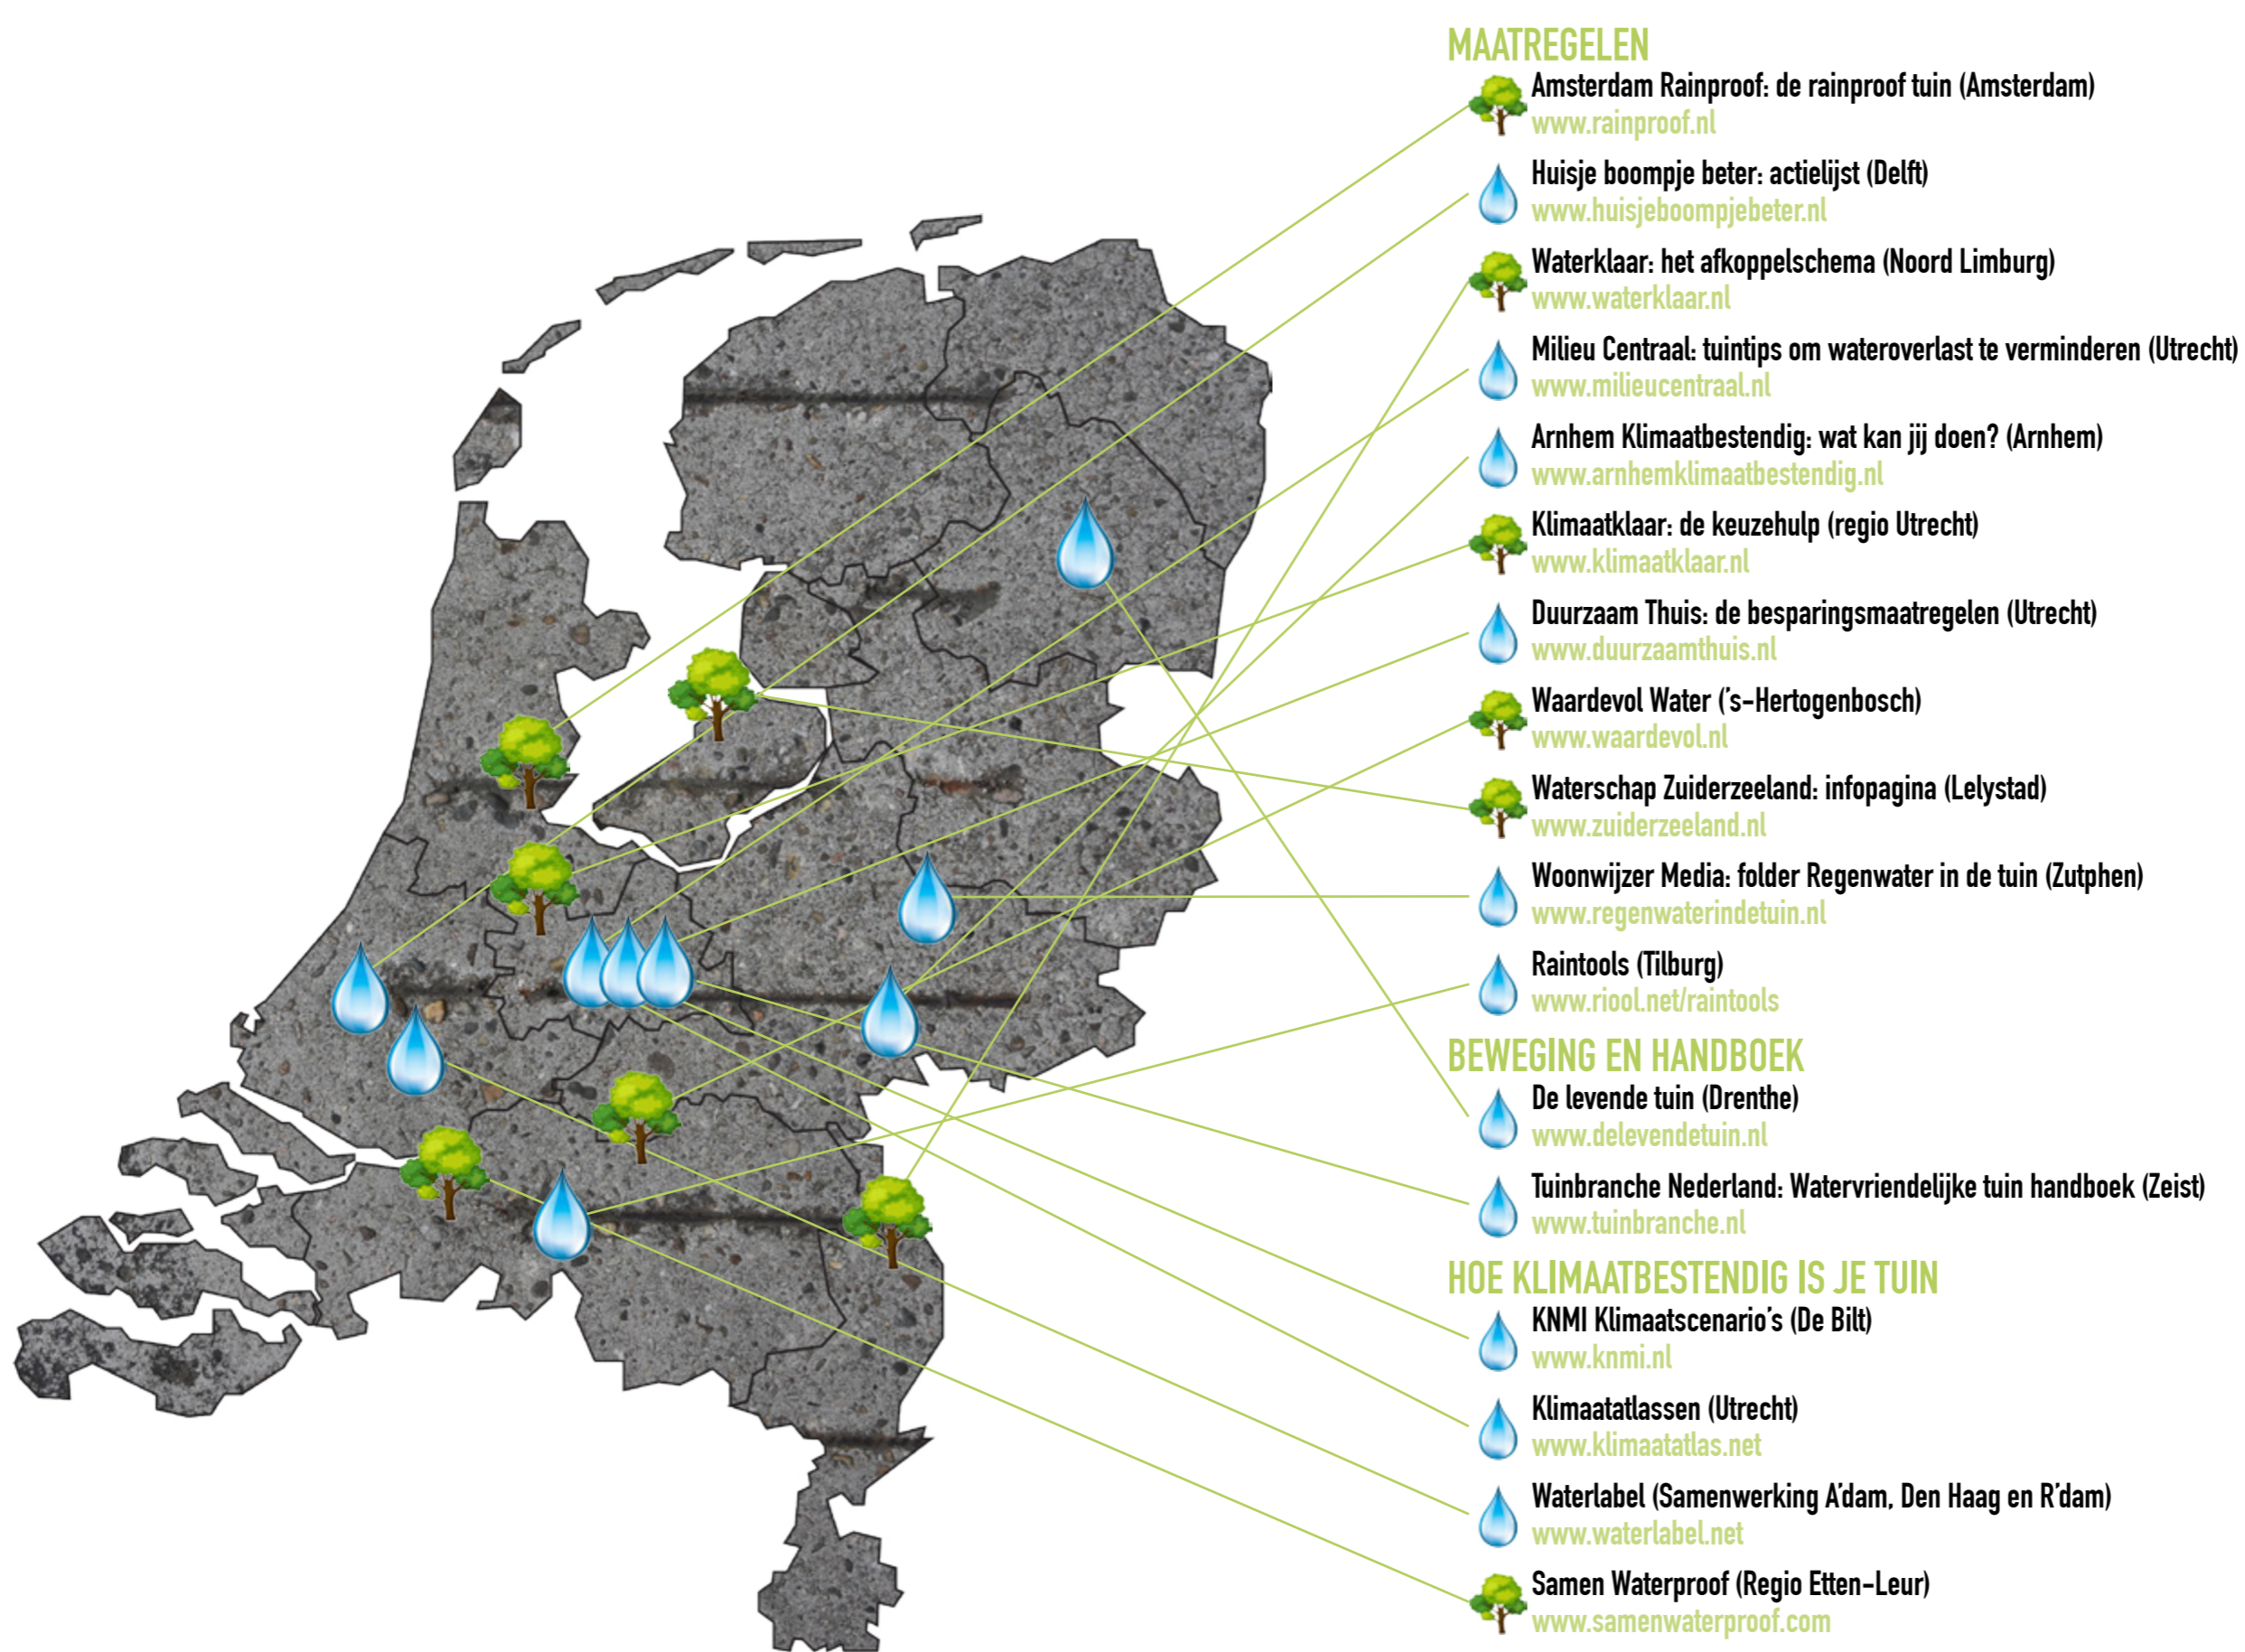 MAATREGELEN
Amsterdam Rainproof: de rainproof tuin (Amsterdam)
www.rainproof.nl
Huisje boompje beter: actielijst (Delft)
www.huisjeboompjebeter.nl
Waterklaar: het afkoppelschema (Noord Limburg)
www.waterklaar.nl
Milieu Centraal: tuintips om wateroverlast te verminderen (Utrecht)
www.milieucentraal.nl
Arnhem Klimaatbestendig: wat kan jij doen? (Arnhem)
www.arnhemklimaatbestendig.nl
Klimaatklaar: de keuzehulp (regio Utrecht)
www.klimaatklaar.nl
Duurzaam Thuis: de besparingsmaatregelen (Utrecht)
www.duurzaamthuis.nl
Waardevol Water ('s-Hertogenbosch)
www.waardevol.nl
Waterschap Zuiderzeeland: infopagina (Lelystad)
www.zuiderzeeland.nl
Woonwijzer Media: folder Regenwater in de tuin (Zutphen)
www.regenwaterindetuin.nl
Raintools (Tilburg)
www.riool.net/raintools
BEWEGING EN HANDBOEK
De levende tuin (Drenthe)
www.delevendetuin.nl
Tuinbranche Nederland: Watervriendelijke tuin handboek (Zeist)
www.tuinbranche.nl
HOE KLIMAATBESTENDIG IS JE TUIN
KNMI Klimaatscenario's (De Bilt)
www.knmi.nl
Klimaatatlassen (Utrecht)
www.klimaatatlas.net
Waterlabel (Samenwerking A'dam, Den Haag en R'dam)
www.waterlabel.net
Samen Waterproof (Regio Etten-Leur)
www.samenwaterproof.com